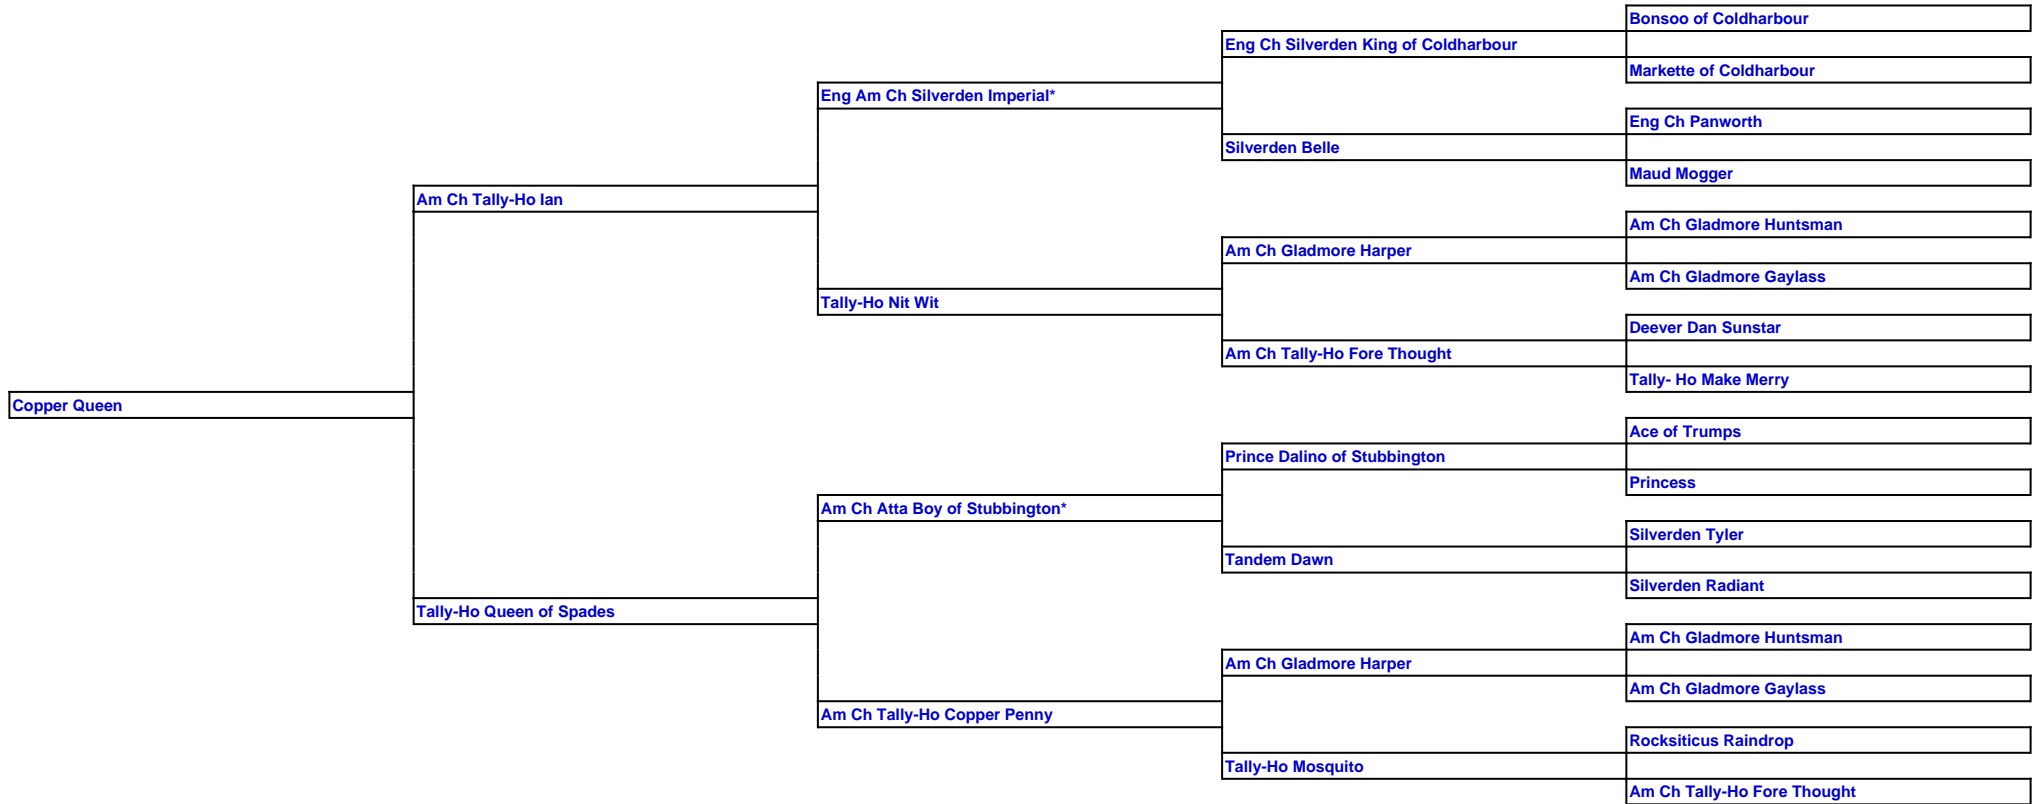 Bonsoo of Coldharbour
Eng Ch Silverden King of Coldharbour
Markette of Coldharbour
Eng Am Ch Silverden Imperial*
Eng Ch Panworth
Silverden Belle
Maud Mogger
Am Ch Tally-Ho Ian
Am Ch Gladmore Huntsman
Am Ch Gladmore Harper
Am Ch Gladmore Gaylass
Tally-Ho Nit Wit
Deever Dan Sunstar
Am Ch Tally-Ho Fore Thought
Tally- Ho Make Merry
Copper Queen
Ace of Trumps
Prince Dalino of Stubbington
Princess
Am Ch Atta Boy of Stubbington*
Silverden Tyler
Tandem Dawn
Silverden Radiant
Tally-Ho Queen of Spades
Am Ch Gladmore Huntsman
Am Ch Gladmore Harper
Am Ch Gladmore Gaylass
Am Ch Tally-Ho Copper Penny
Rocksiticus Raindrop
Tally-Ho Mosquito
Am Ch Tally-Ho Fore Thought